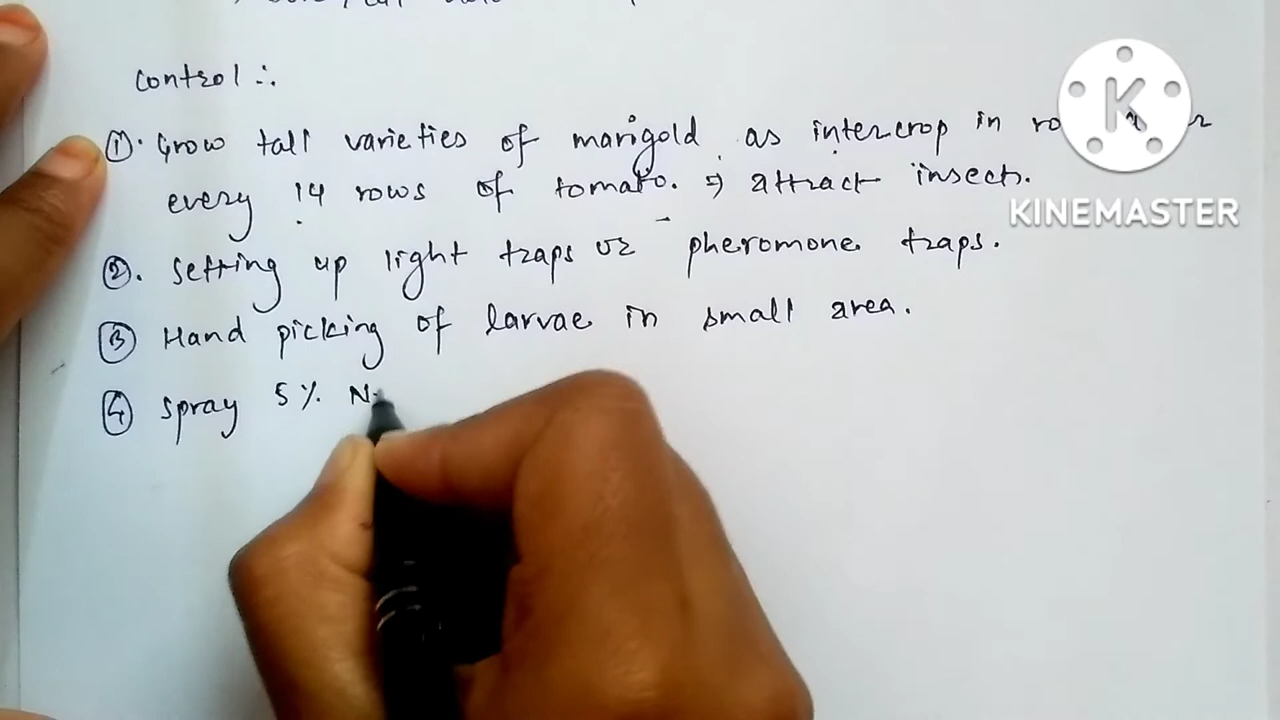 Control :-
①. Grow tall varieties of marigold as intercrop in
every 14 rows of tomato. ⇒ attract insects.
②. Setting up light traps or pheromone traps.
③ Hand picking of larvae in small area.
④ Spray 5% N
K
KINEMASTER